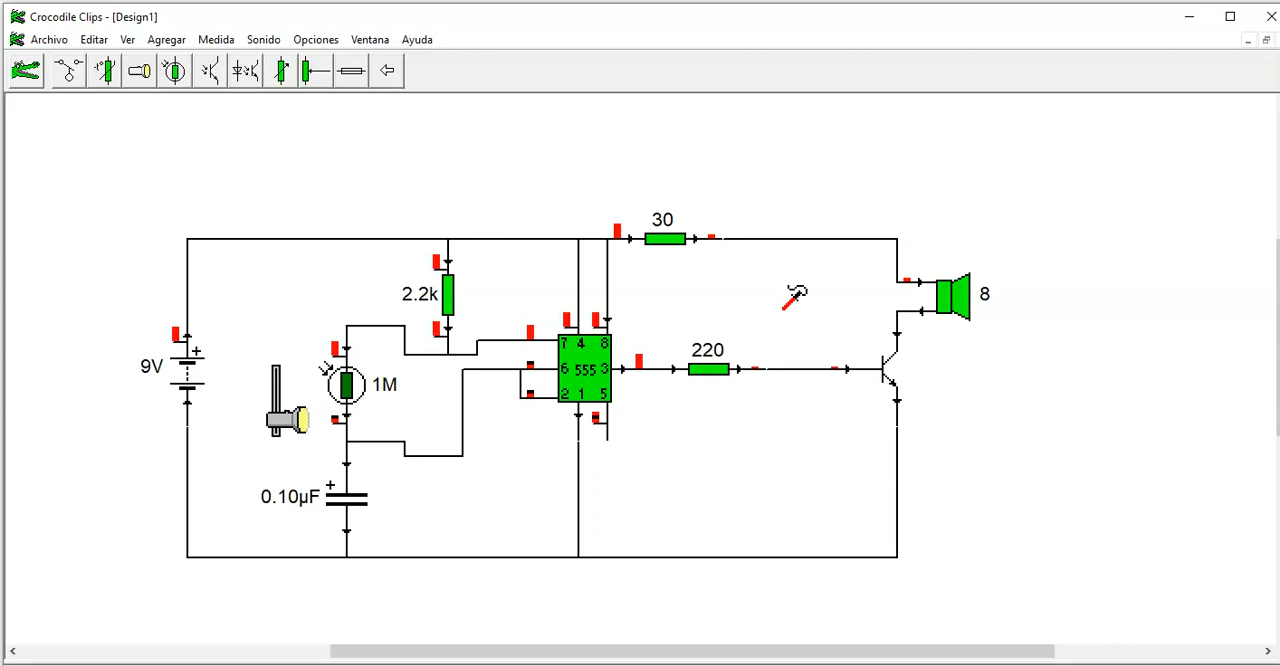 Crocodile Clips - [Design1]
Archivo Editar Ver Agregar Medida Sonido Opciones Ventana Ayuda
30
2.2k
8
7 4 8
220
9V
6 555 3
1M
2 1 5
0.10µF